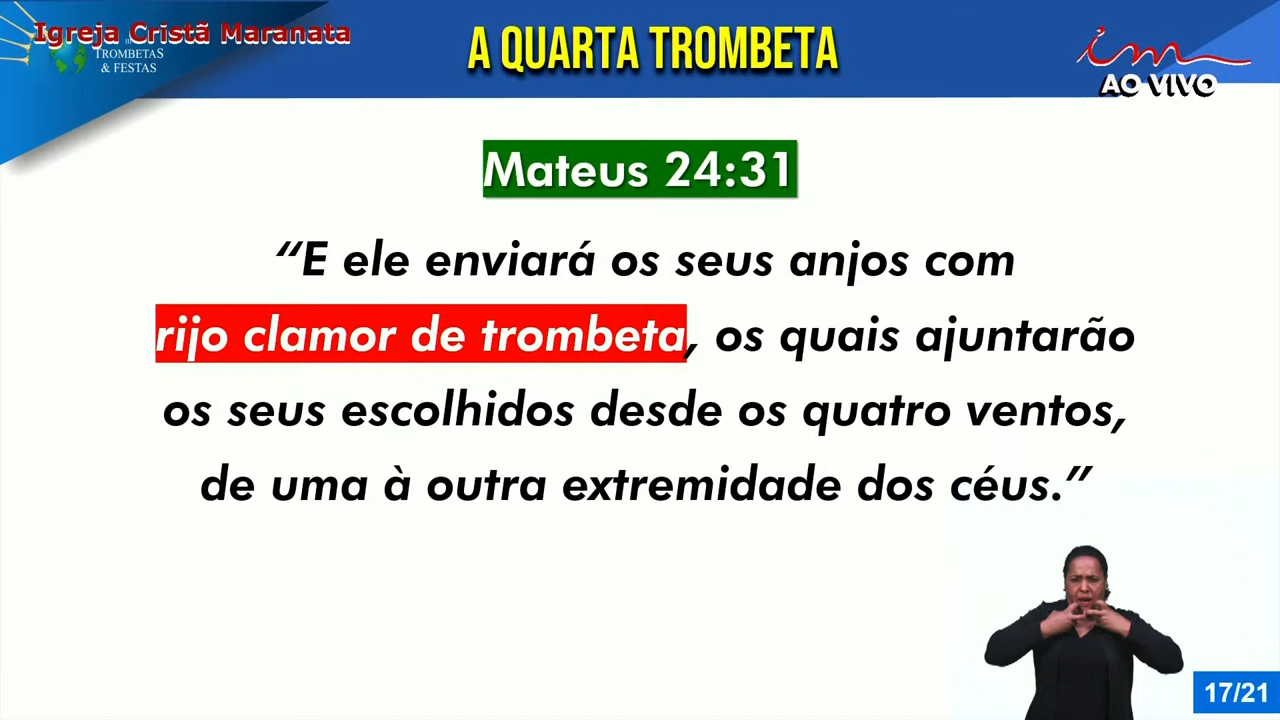 Igreja Cristã Maranata
TROMBETAS
& FESTAS
A QUARTA TROMBETA
im
AO VIVO
Mateus 24:31
“E ele enviará os seus anjos com
rijo clamor de trombeta, os quais ajuntarão
os seus escolhidos desde os quatro ventos,
de uma à outra extremidade dos céus.”
17/21